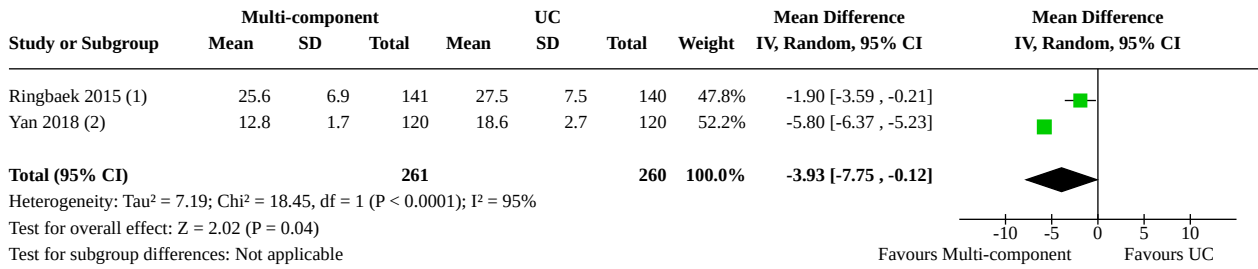 Multi-component UC Mean Difference Mean Difference
Study or Subgroup Mean SD Total Mean SD Total Weight IV, Random, 95% CI IV, Random, 95% CI
Ringbaek 2015 (1) 25.6 6.9 141 27.5 7.5 140 47.8% -1.90 [-3.59 , -0.21]
Yan 2018 (2) 12.8 1.7 120 18.6 2.7 120 52.2% -5.80 [-6.37 , -5.23]
Total (95% CI) 261 260 100.0% -3.93 [-7.75 , -0.12]
Heterogeneity: Tau² = 7.19; Chi² = 18.45, df = 1 (P < 0.0001); I² = 95%
Test for overall effect: Z = 2.02 (P = 0.04)
-10 -5 0 5 10
Test for subgroup differences: Not applicable
Favours Multi-component Favours UC